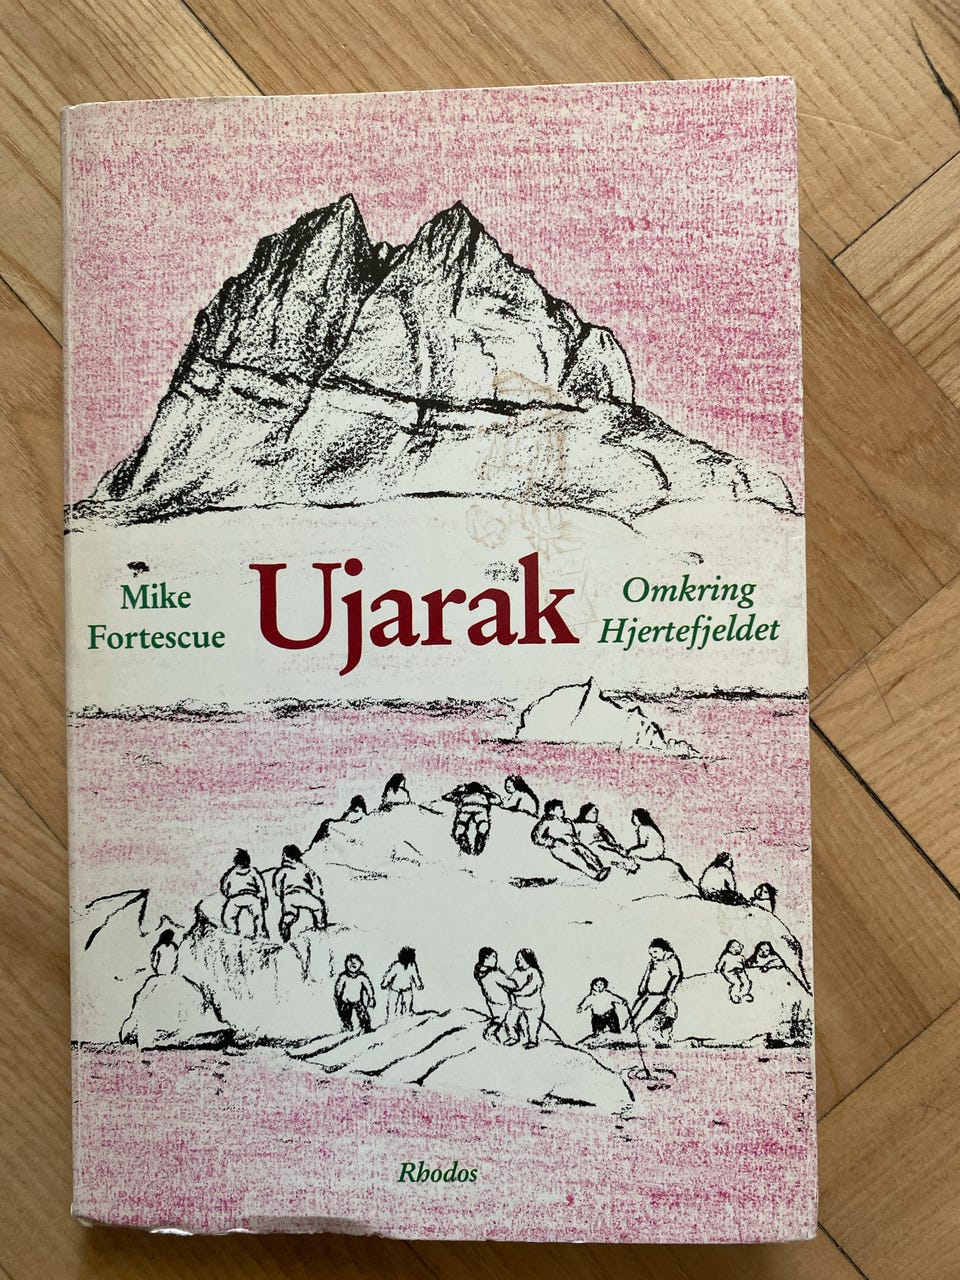 Mike
Fortescue
Ujarak
Omkring
Hjertefjeldet
Rhodos